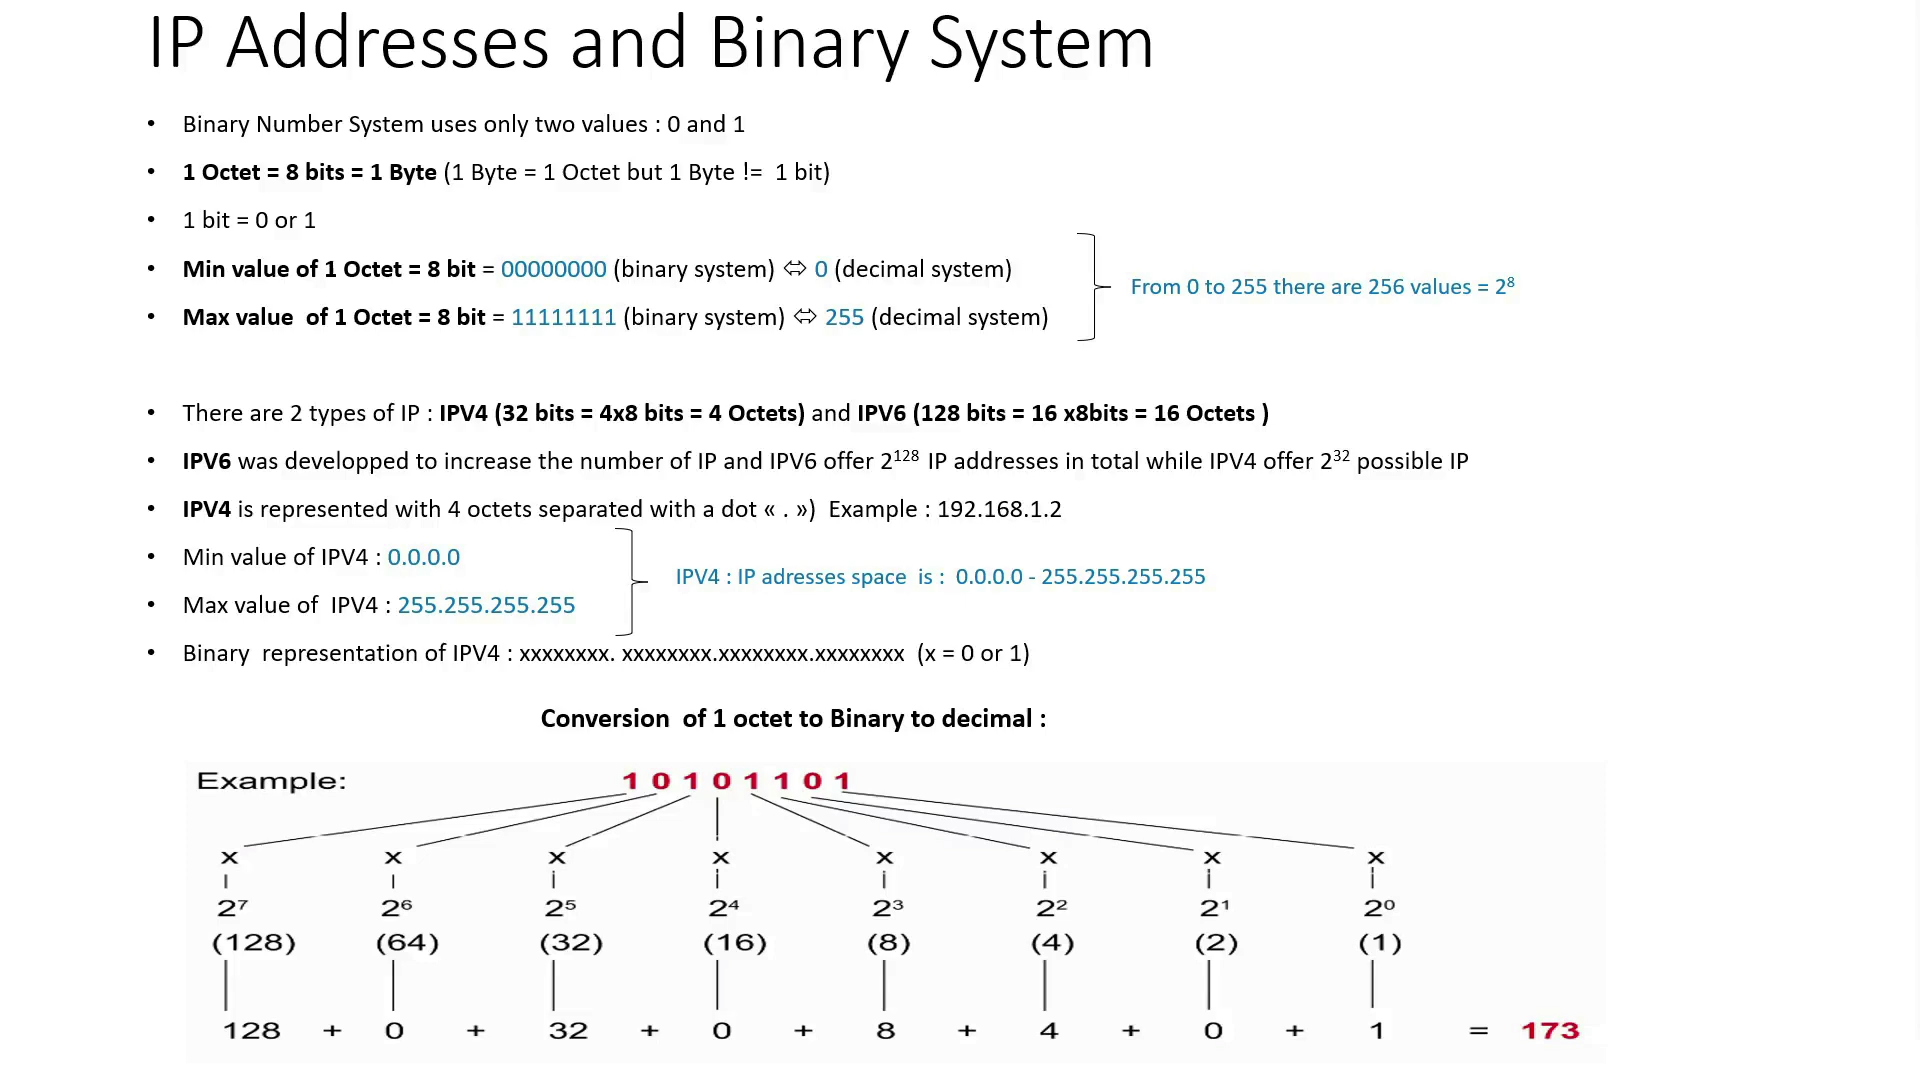 IP Addresses and Binary System
• Binary Number System uses only two values : 0 and 1
• 1 Octet = 8 bits = 1 Byte (1 Byte = 1 Octet but 1 Byte != 1 bit)
• 1 bit = 0 or 1
• Min value of 1 Octet = 8 bit = 00000000 (binary system) ⬄ 0 (decimal system)
• Max value of 1 Octet = 8 bit = 11111111 (binary system) ⬄ 255 (decimal system)
From 0 to 255 there are 256 values = 2⁸
• There are 2 types of IP : IPV4 (32 bits = 4x8 bits = 4 Octets) and IPV6 (128 bits = 16 x8bits = 16 Octets )
• IPV6 was developped to increase the number of IP and IPV6 offer 2¹²⁸ IP addresses in total while IPV4 offer 2³² possible IP
• IPV4 is represented with 4 octets separated with a dot « . ») Example : 192.168.1.2
• Min value of IPV4 : 0.0.0.0
• Max value of IPV4 : 255.255.255.255
IPV4 : IP adresses space is : 0.0.0.0 - 255.255.255.255
• Binary representation of IPV4 : xxxxxxxx. xxxxxxxx.xxxxxxxx.xxxxxxxx (x = 0 or 1)
Conversion of 1 octet to Binary to decimal :
Example: 1 0 1 0 1 1 0 1
x x x x x x x x
2⁷ 2⁶ 2⁵ 2⁴ 2³ 2² 2¹ 2⁰
(128) (64) (32) (16) (8) (4) (2) (1)
128 + 0 + 32 + 0 + 8 + 4 + 0 + 1 = 173